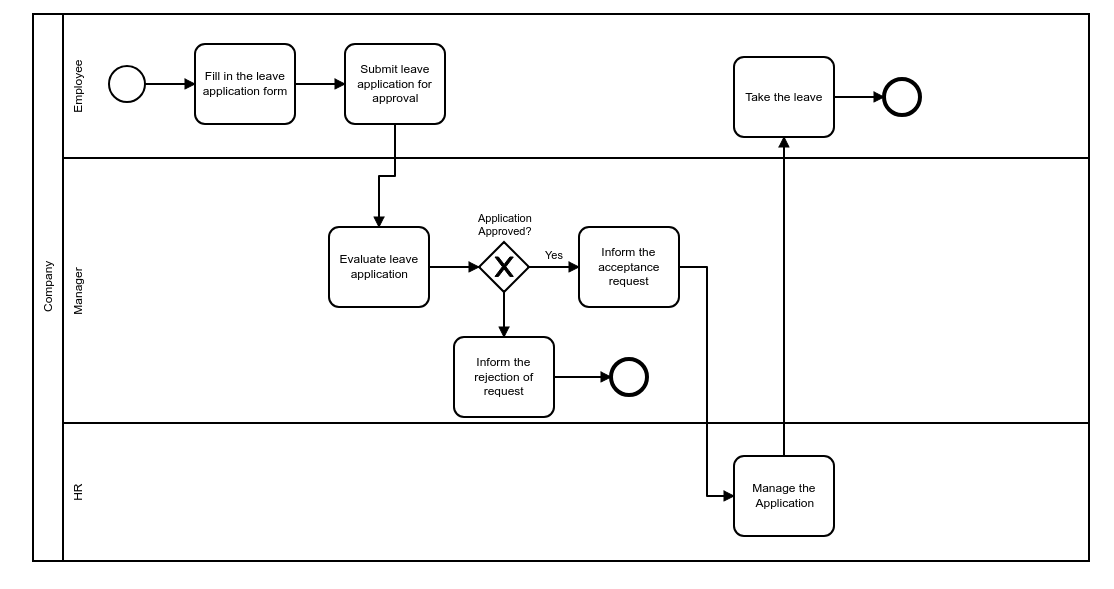 Company
Employee
Fill in the leave
application form
Submit leave
application for
approval
Take the leave
Manager
Evaluate leave
application
Application
Approved?
Yes
Inform the
acceptance
request
Inform the
rejection of
request
HR
Manage the
Application